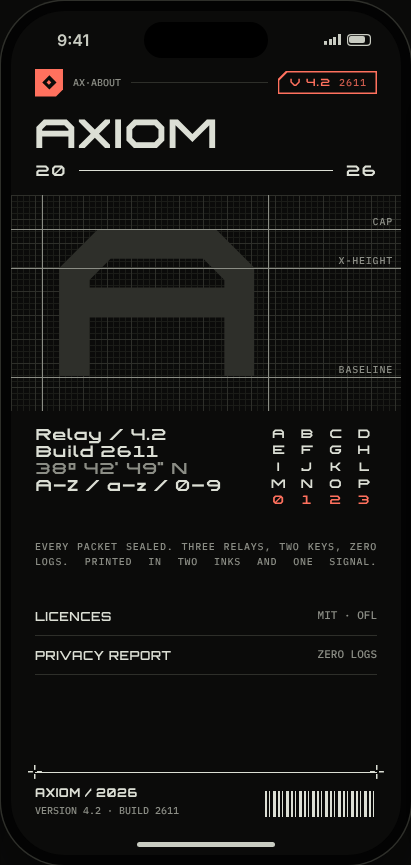 9:41
AX·ABOUT
V 4.2 2611
AXIOM
20 26
CAP
X-HEIGHT
A
BASELINE
Relay / 4.2
Build 2611
38º 42' 49" N
A-Z / a-z / 0-9
A B C D
E F G H
I J K L
M N O P
0 1 2 3
EVERY PACKET SEALED. THREE RELAYS, TWO KEYS, ZERO
LOGS. PRINTED IN TWO INKS AND ONE SIGNAL.
LICENCES MIT · OFL
PRIVACY REPORT ZERO LOGS
AXIOM / 2026
VERSION 4.2 · BUILD 2611